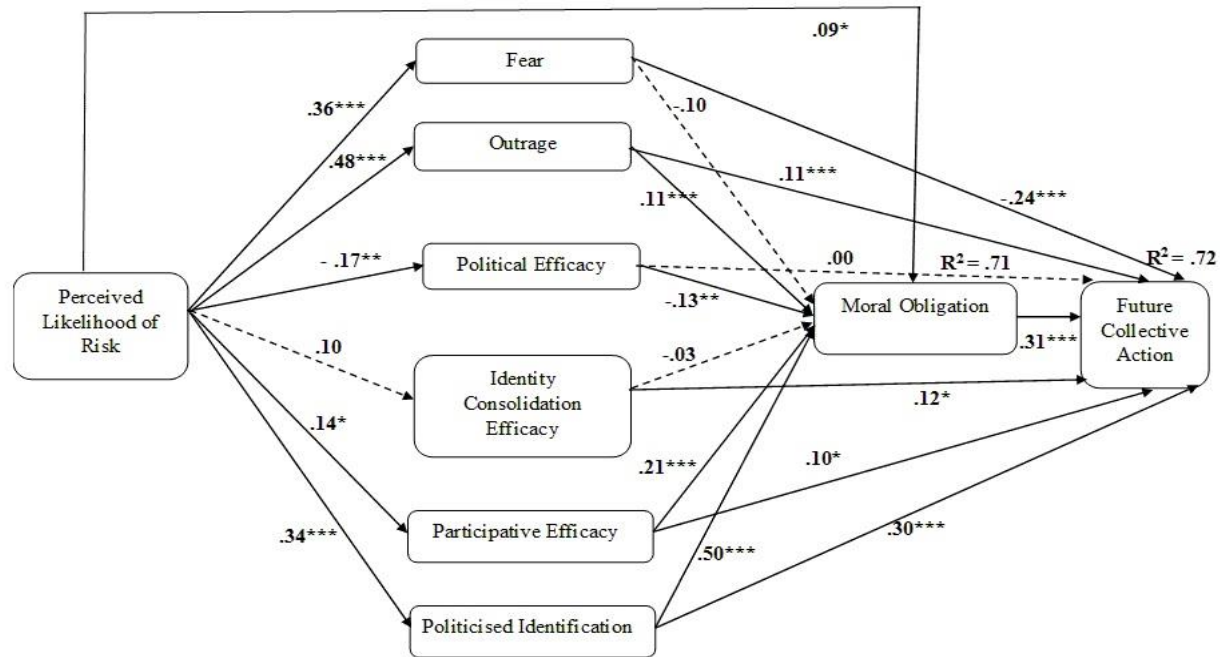 .09*
Fear
.36***
-.10
Outrage
.48***
.11***
.11***
-.24***
Political Efficacy
- .17**
.00
R² = .71
R² = .72
-.13**
Perceived
Likelihood of
Risk
Moral Obligation
Future
Collective
Action
.31***
.10
-.03
Identity
Consolidation
Efficacy
.12*
.14*
.21***
.10*
Participative Efficacy
.34***
.50***
.30***
Politicised Identification